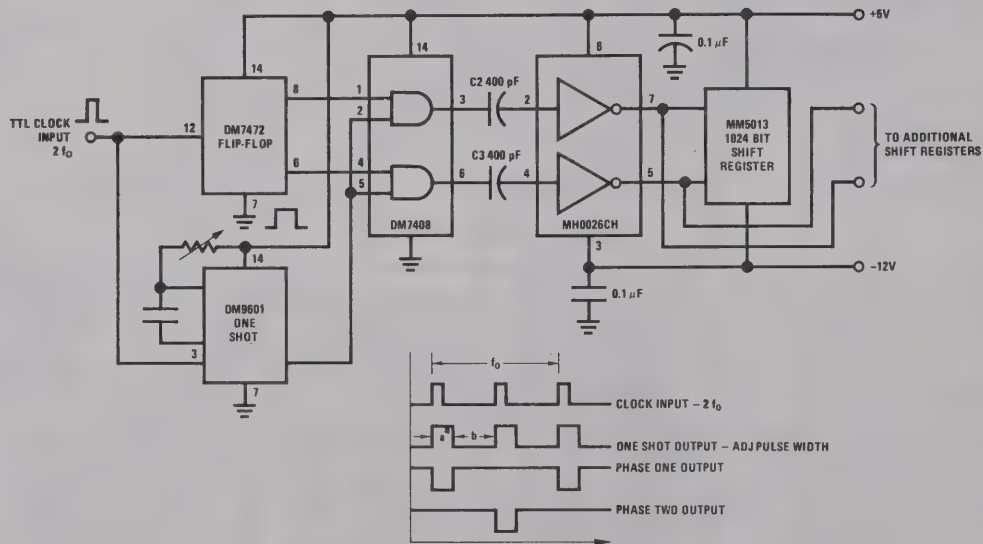 +5V
14
6
0.1 μF
14
C2 400 pF
8
1
2
3
2
7
DM7472
FLIP-FLOP
TTL CLOCK
INPUT
2 fO
12
MM5013
1024 BIT
SHIFT
REGISTER
TO ADDITIONAL
SHIFT REGISTERS
C3 400 pF
6
4
5
6
4
5
7
DM7408
MH0026CH
3
14
-12V
DM9601
ONE
SHOT
0.1 μF
3
7
fO
CLOCK INPUT – 2 fO
a
b
ONE SHOT OUTPUT – ADJ PULSE WIDTH
PHASE ONE OUTPUT
PHASE TWO OUTPUT